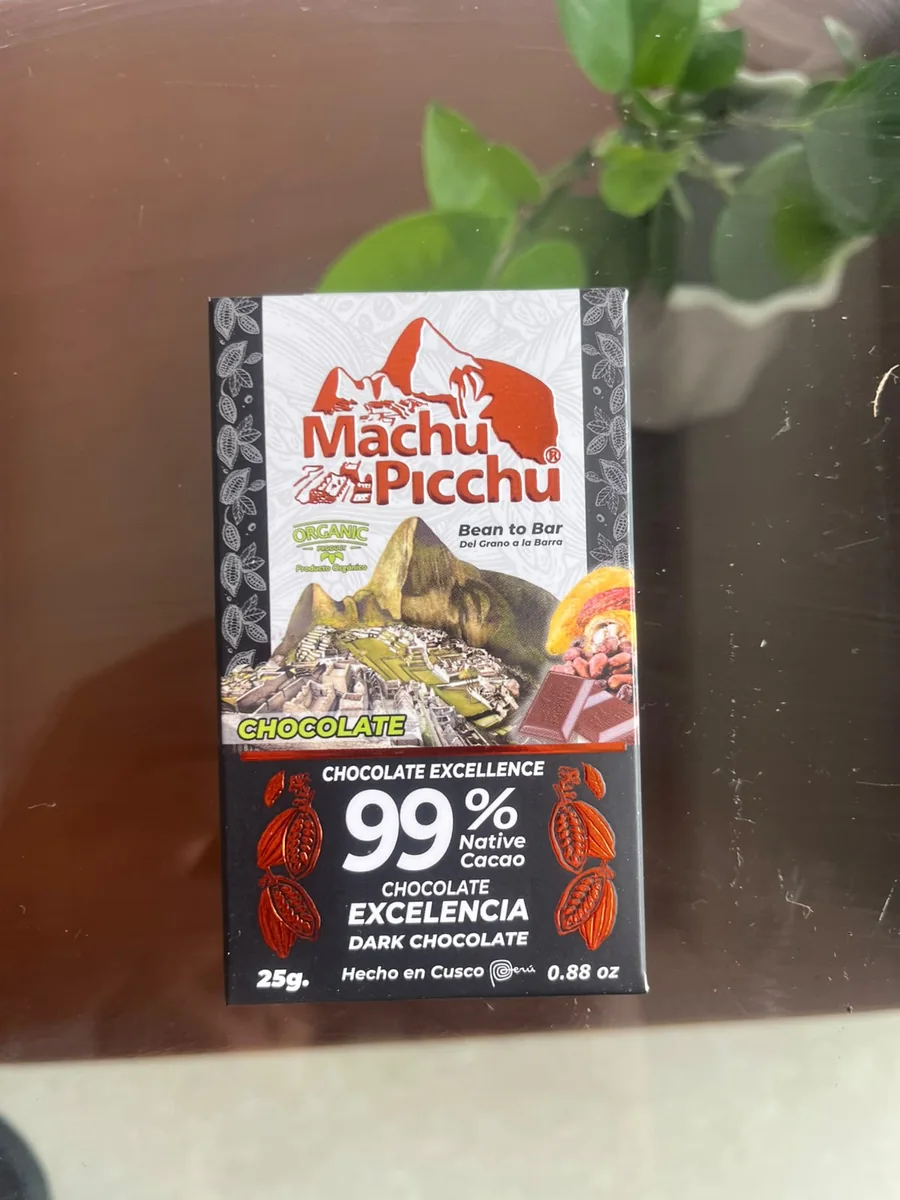 Machu
Picchu®
ORGANIC
PRODUCT
Producto Orgánico
Bean to Bar
Del Grano a la Barra
CHOCOLATE
CHOCOLATE EXCELLENCE
99%
Native
Cacao
CHOCOLATE
EXCELENCIA
DARK CHOCOLATE
25g.
Hecho en Cusco Perú
0.88 oz